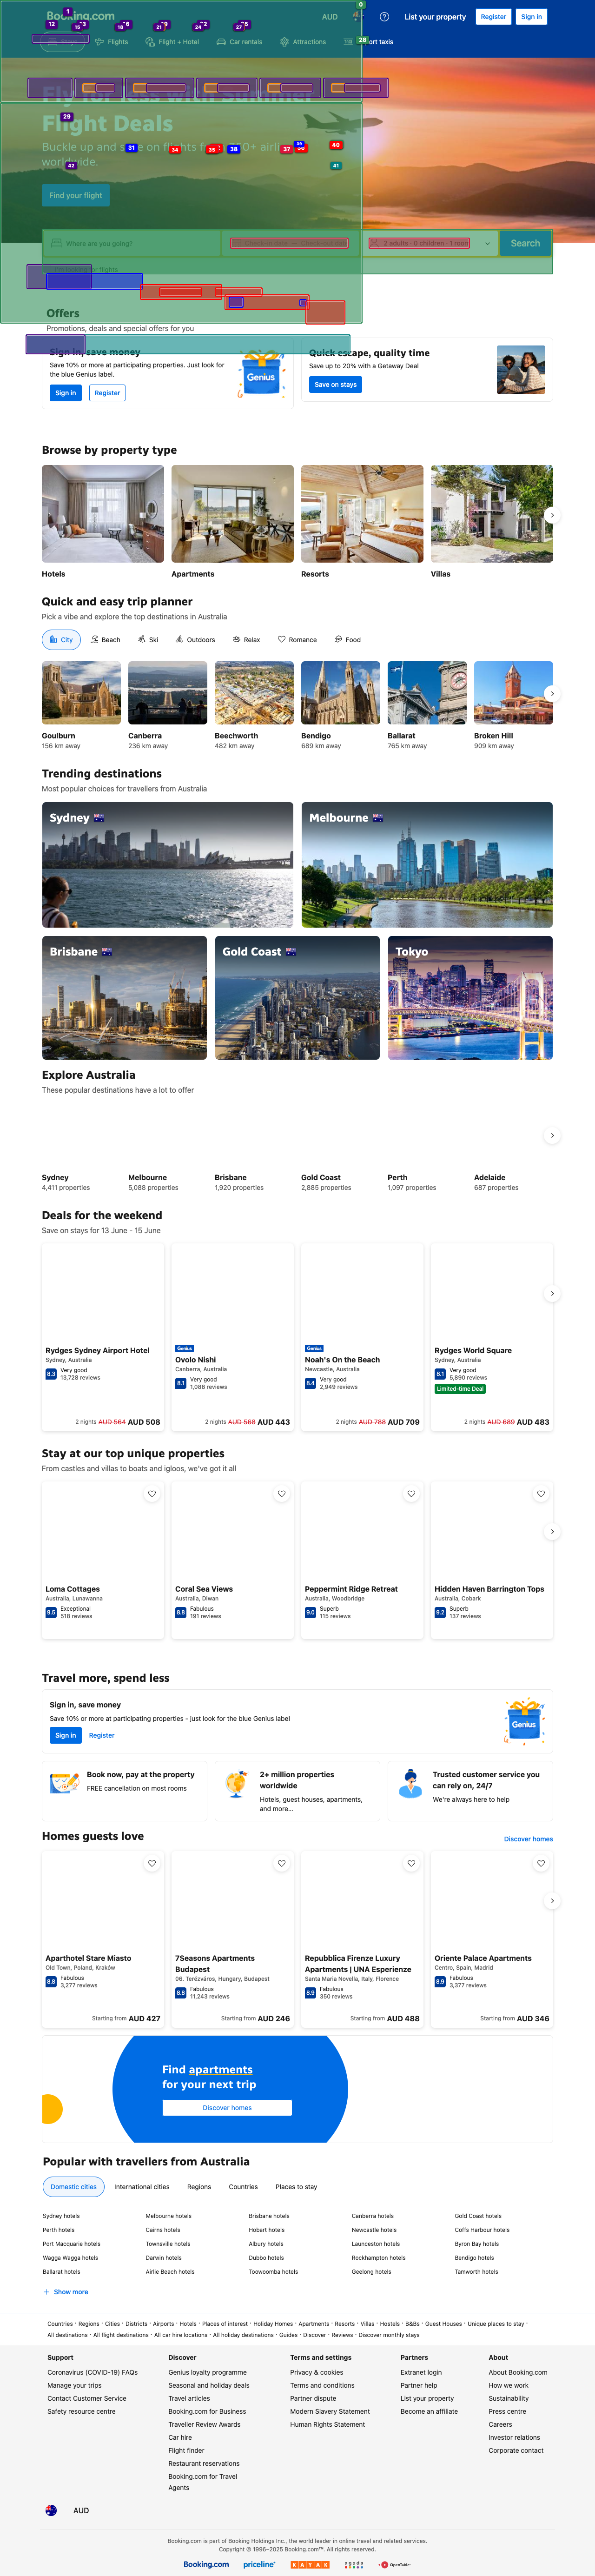 Booking.com
AUD
List your property
Register
Sign in
Stays
Flights
Flight + Hotel
Car rentals
Attractions
Flight Deals
Buckle up and
worldwide.
Find your flight
Where are you going?
2 adults · 0 children · 1 room
Search
flights
Offers
Promotions, deals and special offers for you
Sign in, save money
Save 10% or more at participating properties. Just look for
the blue Genius label.
Sign in
Register
Genius
Quick escape, quality time
Save up to 20% with a Getaway Deal
Save on stays
Browse by property type
Hotels
Apartments
Resorts
Villas
Quick and easy trip planner
Pick a vibe and explore the top destinations in Australia
City
Beach
Ski
Outdoors
Relax
Romance
Food
Goulburn
156 km away
Canberra
236 km away
Beechworth
482 km away
Bendigo
689 km away
Ballarat
765 km away
Broken Hill
909 km away
Trending destinations
Most popular choices for travellers from Australia
Sydney
Melbourne
Brisbane
Gold Coast
Tokyo
Explore Australia
These popular destinations have a lot to offer
Sydney
4,411 properties
Melbourne
5,088 properties
Brisbane
1,920 properties
Gold Coast
2,885 properties
Perth
1,097 properties
Adelaide
687 properties
Deals for the weekend
Save on stays for 13 June - 15 June
Rydges Sydney Airport Hotel
Sydney, Australia
8.3
Very good
13,728 reviews
2 nights AUD 564 AUD 508
Genius
Ovolo Nishi
Canberra, Australia
8.1
Very good
1,088 reviews
2 nights AUD 568 AUD 443
Genius
Noah's On the Beach
Newcastle, Australia
8.4
Very good
2,949 reviews
2 nights AUD 788 AUD 709
Rydges World Square
Sydney, Australia
8.1
Very good
5,890 reviews
Limited-time Deal
2 nights AUD 689 AUD 483
Stay at our top unique properties
From castles and villas to boats and igloos, we've got it all
Loma Cottages
Australia, Lunawanna
9.5
Exceptional
518 reviews
Coral Sea Views
Australia, Diwan
8.8
Fabulous
191 reviews
Peppermint Ridge Retreat
Australia, Woodbridge
9.0
Superb
115 reviews
Hidden Haven Barrington Tops
Australia, Cobark
9.2
Superb
137 reviews
Travel more, spend less
Sign in, save money
Save 10% or more at participating properties - just look for the blue Genius label
Sign in
Register
Genius
Book now, pay at the property
FREE cancellation on most rooms
2+ million properties
worldwide
Hotels, guest houses, apartments,
and more...
Trusted customer service you
can rely on, 24/7
We're always here to help
Homes guests love
Discover homes
Aparthotel Stare Miasto
Old Town, Poland, Kraków
8.8
Fabulous
3,277 reviews
Starting from AUD 427
7Seasons Apartments
Budapest
06. Terézváros, Hungary, Budapest
8.8
Fabulous
11,243 reviews
Starting from AUD 246
Repubblica Firenze Luxury
Apartments | UNA Esperienze
Santa Maria Novella, Italy, Florence
8.9
Fabulous
350 reviews
Starting from AUD 488
Oriente Palace Apartments
Centro, Spain, Madrid
8.9
Fabulous
3,377 reviews
Starting from AUD 346
Find apartments
for your next trip
Discover homes
Popular with travellers from Australia
Domestic cities
International cities
Regions
Countries
Places to stay
Sydney hotels
Melbourne hotels
Brisbane hotels
Canberra hotels
Gold Coast hotels
Perth hotels
Cairns hotels
Hobart hotels
Newcastle hotels
Coffs Harbour hotels
Port Macquarie hotels
Townsville hotels
Albury hotels
Launceston hotels
Byron Bay hotels
Wagga Wagga hotels
Darwin hotels
Dubbo hotels
Rockhampton hotels
Bendigo hotels
Ballarat hotels
Airlie Beach hotels
Toowoomba hotels
Geelong hotels
Tamworth hotels
+ Show more
Countries · Regions · Cities · Districts · Airports · Hotels · Places of interest · Holiday Homes · Apartments · Resorts · Villas · Hostels · B&Bs · Guest Houses · Unique places to stay ·
All destinations · All flight destinations · All car hire locations · All holiday destinations · Guides · Discover · Reviews · Discover monthly stays
Support
Coronavirus (COVID-19) FAQs
Manage your trips
Contact Customer Service
Safety resource centre
Discover
Genius loyalty programme
Seasonal and holiday deals
Travel articles
Booking.com for Business
Traveller Review Awards
Car hire
Flight finder
Restaurant reservations
Booking.com for Travel
Agents
Terms and settings
Privacy & cookies
Terms and conditions
Partner dispute
Modern Slavery Statement
Human Rights Statement
Partners
Extranet login
Partner help
List your property
Become an affiliate
About
About Booking.com
How we work
Sustainability
Press centre
Careers
Investor relations
Corporate contact
AUD
Booking.com is part of Booking Holdings Inc., the world leader in online travel and related services.
Copyright © 1996–2025 Booking.com™. All rights reserved.
Booking.com
priceline
KAYAK
agoda
OpenTable